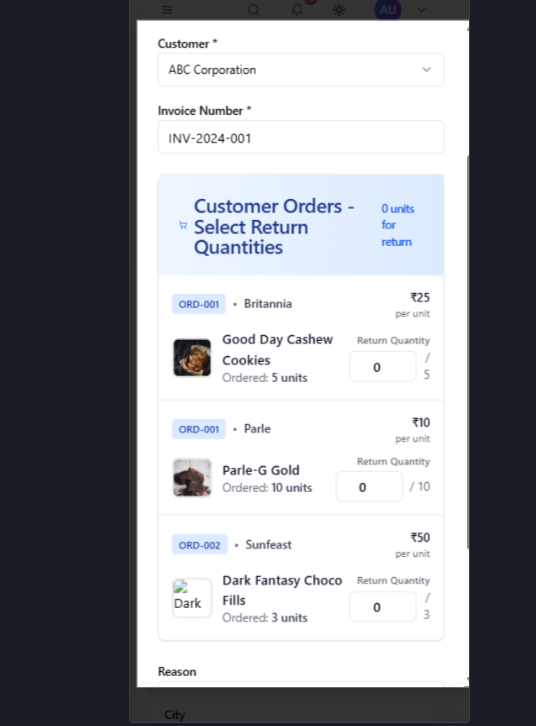 AU
Customer *
ABC Corporation
Invoice Number *
INV-2024-001
Customer Orders -
Select Return
Quantities
0 units
for
return
ORD-001 • Britannia
₹25
per unit
Good Day Cashew
Cookies
Ordered: 5 units
Return Quantity
0
/
5
ORD-001 • Parle
₹10
per unit
Parle-G Gold
Ordered: 10 units
Return Quantity
0 / 10
ORD-002 • Sunfeast
₹50
per unit
Dark
Dark Fantasy Choco
Fills
Ordered: 3 units
Return Quantity
0
/
3
Reason
City